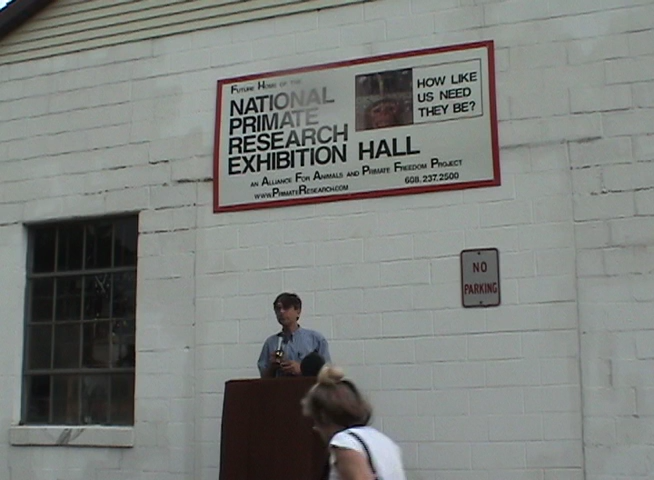 FUTURE HOME OF THE
NATIONAL
PRIMATE
RESEARCH
EXHIBITION HALL
HOW LIKE
US NEED
THEY BE?
AN ALLIANCE FOR ANIMALS AND PRIMATE FREEDOM PROJECT
WWW.PRIMATERESEARCH.COM
608.237.2500
NO
PARKING